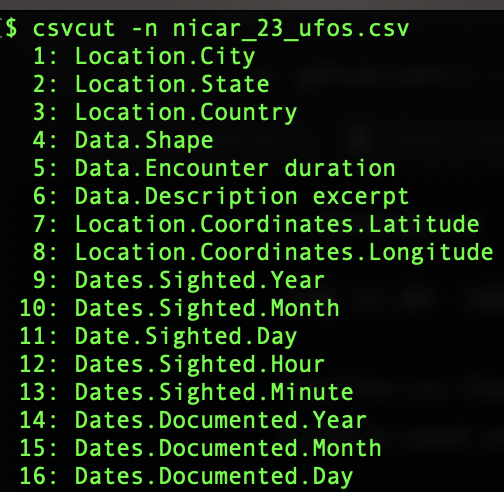 $ csvcut -n nicar_23_ufos.csv
1: Location.City
2: Location.State
3: Location.Country
4: Data.Shape
5: Data.Encounter duration
6: Data.Description excerpt
7: Location.Coordinates.Latitude
8: Location.Coordinates.Longitude
9: Dates.Sighted.Year
10: Dates.Sighted.Month
11: Date.Sighted.Day
12: Dates.Sighted.Hour
13: Dates.Sighted.Minute
14: Dates.Documented.Year
15: Dates.Documented.Month
16: Dates.Documented.Day